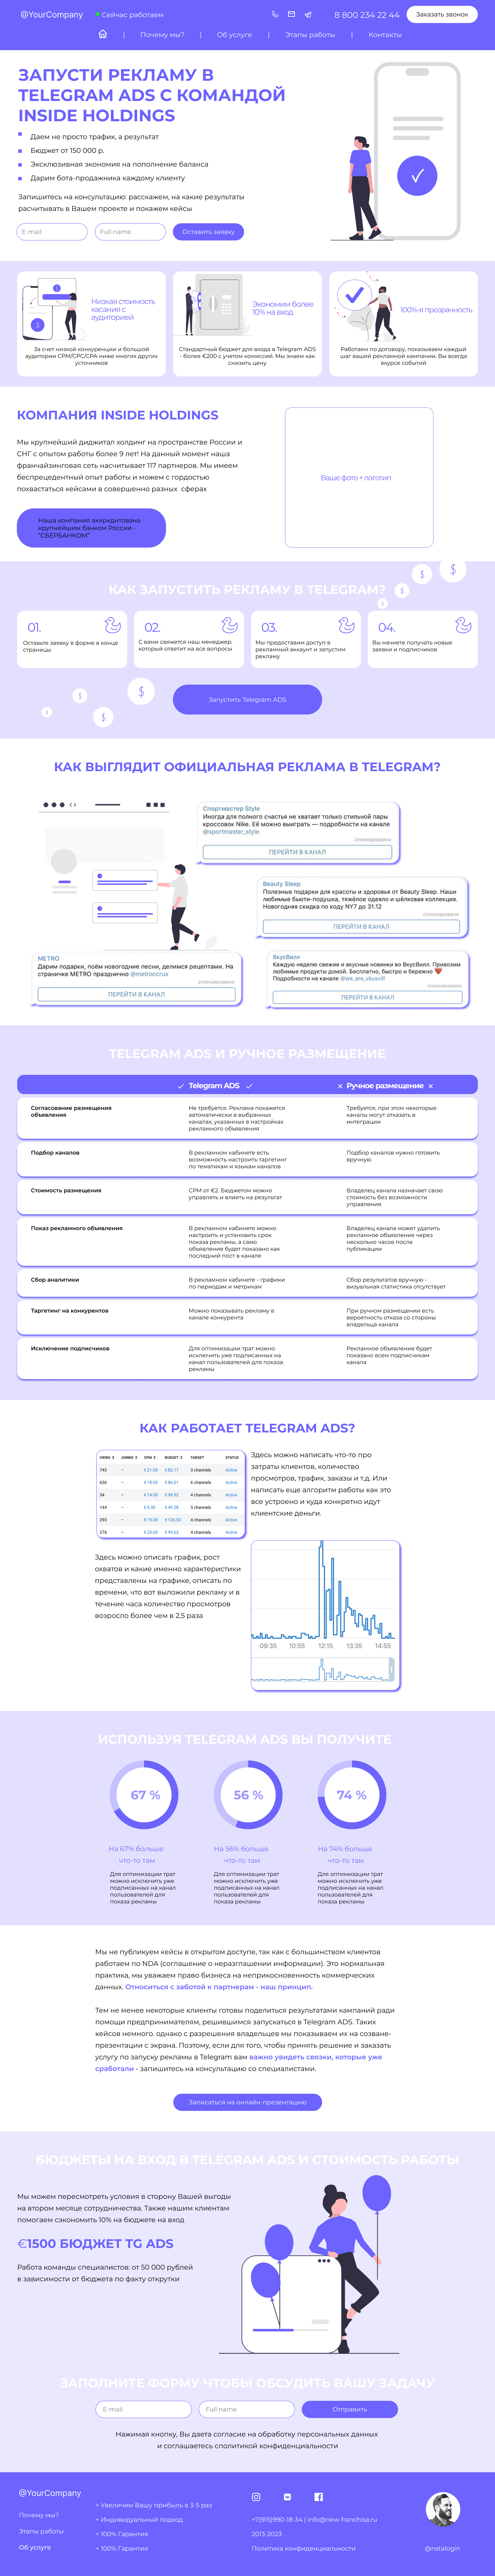 @YourCompany
Сейчас работаем
8 800 234 22 44
Заказать звонок
Почему мы? | Об услуге | Этапы работы | Контакты
ЗАПУСТИ РЕКЛАМУ В
TELEGRAM ADS С КОМАНДОЙ
INSIDE HOLDINGS
Даем не просто трафик, а результат
Бюджет от 150 000 р.
Эксклюзивная экономия на пополнение баланса
Дарим бота-продажника каждому клиенту
Запишитесь на консультацию: расскажем, на какие результаты
расчитывать в Вашем проекте и покажем кейсы
E-mail
Full name
Оставить заявку
Низкая стоимость
касания с
аудиторией
За счет низкой конкуренции и большой
аудитории CPM/CPC/CPA ниже многих других
источников
Экономим более
10% на вход
Стандартный бюджет для входа в Telegram ADS
- более €200 с учетом комиссий. Мы знаем как
снизить цену
100%-я прозрачность
Работаем по договору, показываем каждый
шаг вашей рекламной кампании. Вы всегда
вкурсе событий
КОМПАНИЯ INSIDE HOLDINGS
Мы крупнейший диджитал холдинг на пространстве России и
СНГ с опытом работы более 9 лет! На данный момент наша
франчайзинговая сеть насчитывает 117 партнеров. Мы имеем
беспрецедентный опыт работы и можем с гордостью
похвастаться кейсами в совершенно разных сферах
Наша компания аккркдитована
крупнейшим банком России -
"СБЕРБАНКОМ"
Ваше фото + логотип
КАК ЗАПУСТИТЬ РЕКЛАМУ В TELEGRAM?
01.
Оставьте заявку в форме в конце
страницы
02.
С вами свяжется наш менеджер.
который ответит на все вопросы
03.
Мы предоставим доступ в
рекламный аккаунт и запустим
рекламу
04.
Вы начнете получать новые
заявки и подписчиков
Запустить Telegram ADS
КАК ВЫГЛЯДИТ ОФИЦИАЛЬНАЯ РЕКЛАМА В TELEGRAM?
Спортмастер Style
Иногда для полного счастья не хватает только стильной пары
кроссовок Nike. Её можно выиграть — подробности на канале
@sportmaster_style
спонсировано
ПЕРЕЙТИ В КАНАЛ
Beauty Sleep
Полезные подарки для красоты и здоровья от Beauty Sleep. Наши
любимые бьюти-подушка, тяжёлое одеяло и шёлковая коллекция.
Новогодняя скидка по коду NY7 до 31.12
спонсировано
ПЕРЕЙТИ В КАНАЛ
METRO
Дарим подарки, поём новогодние песни, делимся рецептами. На
страничке METRO празднично @metroccrus
спонсировано
ПЕРЕЙТИ В КАНАЛ
ВкусВилл
Каждую неделю свежие и вкусные новинки во ВкусВилл. Привозим
любимые продукты домой. Бесплатно, быстро и бережно ❤️
Подробности на канале @we_are_vkusvill
спонсировано
ПЕРЕЙТИ В КАНАЛ
TELEGRAM ADS И РУЧНОЕ РАЗМЕЩЕНИЕ
Telegram ADS
Ручное размещение
Согласование размещения
объявления
Не требуется. Реклама покажется
автоматически в выбранных
каналах, указанных в настройках
рекламного обьявления
Требуется, при этом некоторые
каналы могут отказать в
интеграции
Подбор каналов
В рекламном кабинете есть
возможность настроить таргетинг
по тематикам и языкам каналов
Подбор каналов нужно готовить
вручную
Стоимость размещения
CPM от €2. Бюджетом можно
управлять и влиять на результат
Владелец канала назначает свою
стоимость без возможности
управления
Показ рекламного объявления
В рекламном кабинете можно
настроить и установить срок
показа рекламы, а само
объявление будет показано как
последний пост в канале
Владелец канала может удалить
рекламное обьявление через
несколько часов после
публикации
Сбор аналитики
В рекламном кабинете - графики
по периодам и метрикам
Сбор результатов вручную -
визуальная статистика отсутствует
Таргетинг на конкурентов
Можно показывать рекламу в
канале конкурента
При ручном размещении есть
вероятность отказа со стороны
владельца канала
Исключение подписчиков
Для оптимизации трат можно
исключить уже подписанных на
канал пользователей для показа
рекламы
Рекламное объявление будет
показано всем подписчикам
канала
КАК РАБОТАЕТ TELEGRAM ADS?
VIEWS JOINED CPM BUDGET TARGET STATUS
743 – € 21.00 € 82.17 3 channels Active
636 – € 18.00 € 86.51 4 channels Active
34 – € 14.00 € 99.52 4 channels Active
144 – € 5.00 € 49.28 5 channels Active
293 – € 19.00 € 126.53 4 channels Active
276 – € 33.00 € 99.63 4 channels Active
Здесь можно написать что-то про
затраты клиентов, количество
просмотров, трафик, заказы и т.д. Или
написать еще алгоритм работы как это
все устроено и куда конкретно идут
клиентские деньги.
Здесь можно описать график, рост
охватов и какие именно характеристики
представлены на графике, описать по
времени, что вот выложили рекламу и в
течение часа количество просмотров
возросло более чем в 2,5 раза
09:35 10:55 12:15 13:35 14:55
ИСПОЛЬЗУЯ TELEGRAM ADS ВЫ ПОЛУЧИТЕ
67 %
56 %
74 %
На 67% больше
что-то там
Для оптимизации трат
можно исключить уже
подписанных на канал
пользователей для
показа рекламы
На 56% больше
что-то там
Для оптимизации трат
можно исключить уже
подписанных на канал
пользователей для
показа рекламы
На 74% больше
что-то там
Для оптимизации трат
можно исключить уже
подписанных на канал
пользователей для
показа рекламы
Мы не публикуем кейсы в открытом доступе, так как с большинством клиентов
работаем по NDA (соглашение о неразглашении информации). Это нормальная
практика, мы уважаем право бизнеса на неприкосновенность коммерческих
данных. Относиться с заботой к партнерам - наш принцип.
Тем не менее некоторые клиенты готовы поделиться результатами кампаний ради
помощи предпринимателям, решившимся запускаться в Telegram ADS. Таких
кейсов немного. однако с разрешения владельцев мы показывает их на созване-
презентации с экрана. Поэтому, если для того, чтобы принять решение и заказать
услугу по запуску рекламы в Telegram вам важно увидеть связки, которые уже
сработали - запишитесь на консультацию со специалистами.
Записаться на онлайн-презентацию
БЮДЖЕТЫ НА ВХОД В TELEGRAM ADS И СТОИМОСТЬ РАБОТЫ
Мы можем пересмотреть условия в сторону Вашей выгоды
на втором месяце сотрудничества. Также нашим клиентам
помогаем сэкономить 10% на бюджете на вход
€1500 БЮДЖЕТ TG ADS
Работа команды специалистов: от 50 000 рублей
в зависимости от бюджета по факту открутки
ЗАПОЛНИТЕ ФОРМУ ЧТОБЫ ОБСУДИТЬ ВАШУ ЗАДАЧУ
E-mail
Full name
Отправить
Нажимая кнопку, Вы даета согласие на обработку персональных данных
и соглашаетесь сполитикой конфиденциальности
@YourCompany
Почему мы?
Этапы работы
Об услуге
+ Увеличим Вашу прибыль в 3-5 раз
+ Индивидуальный подход
+ 100% Гарантия
+ 100% Гарантия
+7(915)990-18-34 | info@new-franchisa.ru
2013-2023
Политика конфиденциальности
@nstalogin